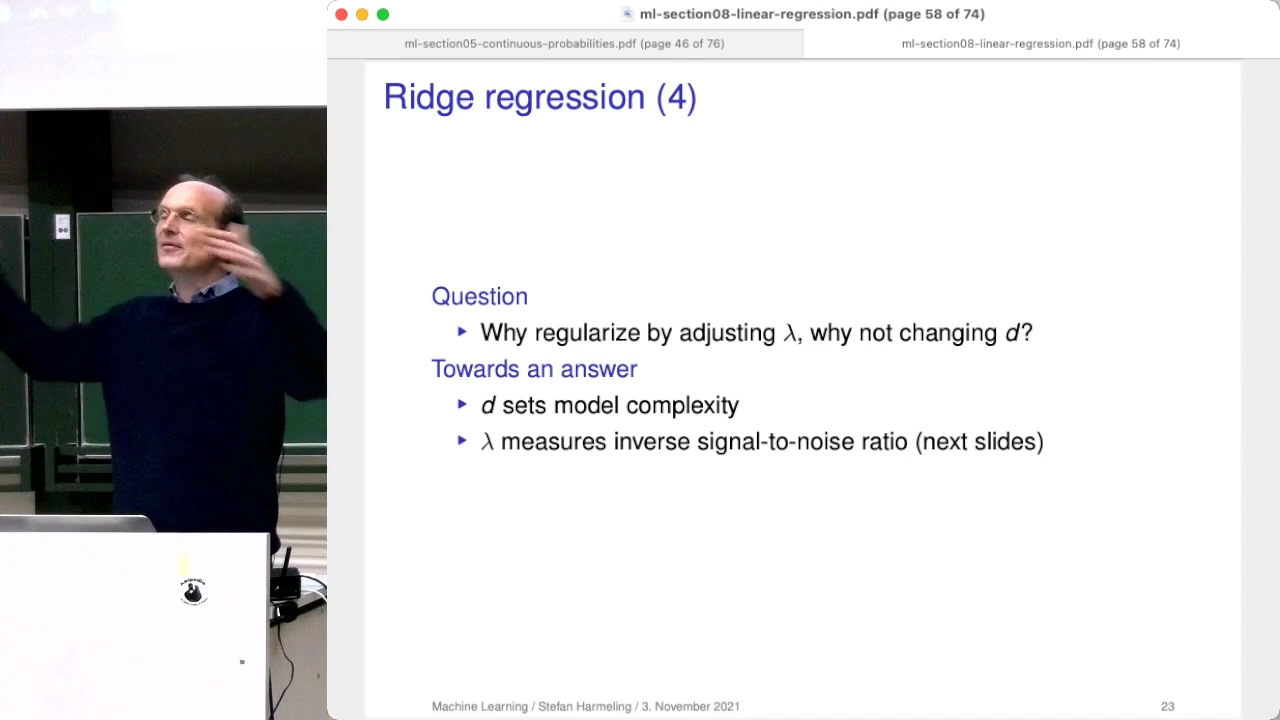 ml-section08-linear-regression.pdf (page 58 of 74)
ml-section05-continuous-probabilities.pdf (page 46 of 76)
ml-section08-linear-regression.pdf (page 58 of 74)
Ridge regression (4)
Question
▸ Why regularize by adjusting λ, why not changing d?
Towards an answer
▸ d sets model complexity
▸ λ measures inverse signal-to-noise ratio (next slides)
Machine Learning / Stefan Harmeling / 3. November 2021
23